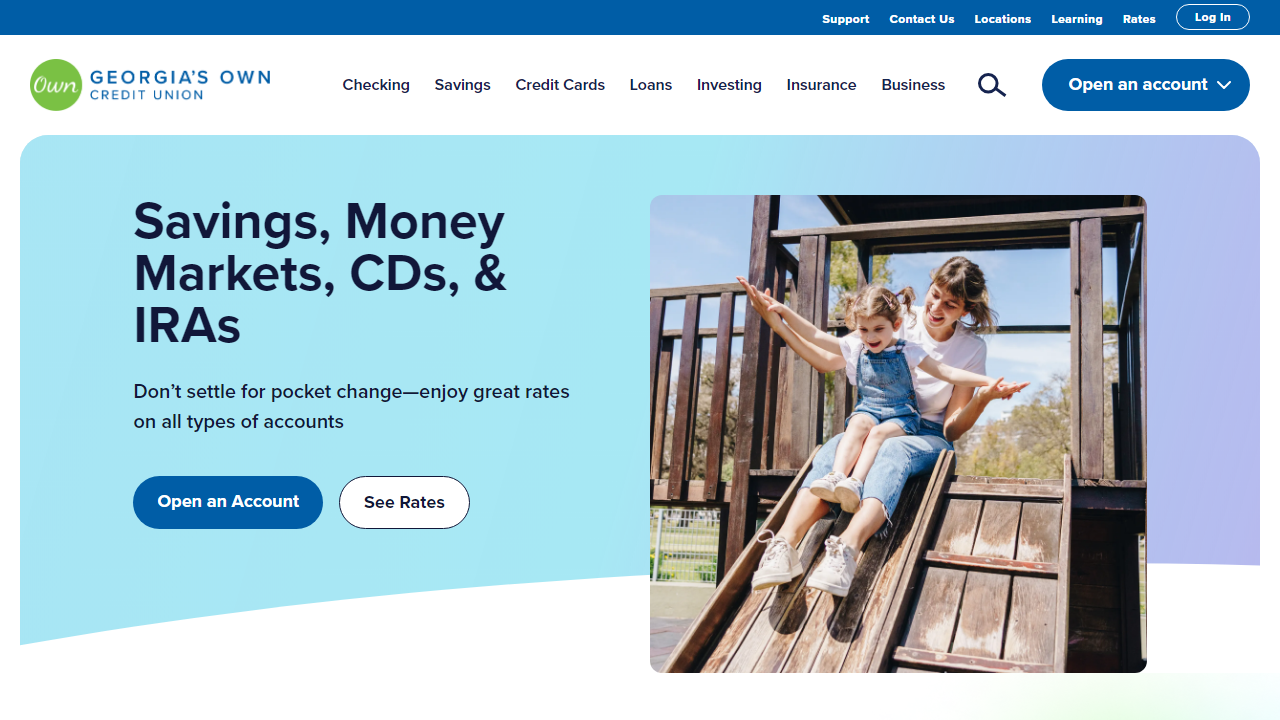 Support Contact Us Locations Learning Rates Log In
Own GEORGIA'S OWN
CREDIT UNION
Checking Savings Credit Cards Loans Investing Insurance Business Open an account
Savings, Money
Markets, CDs, &
IRAs
Don’t settle for pocket change—enjoy great rates
on all types of accounts
Open an Account See Rates